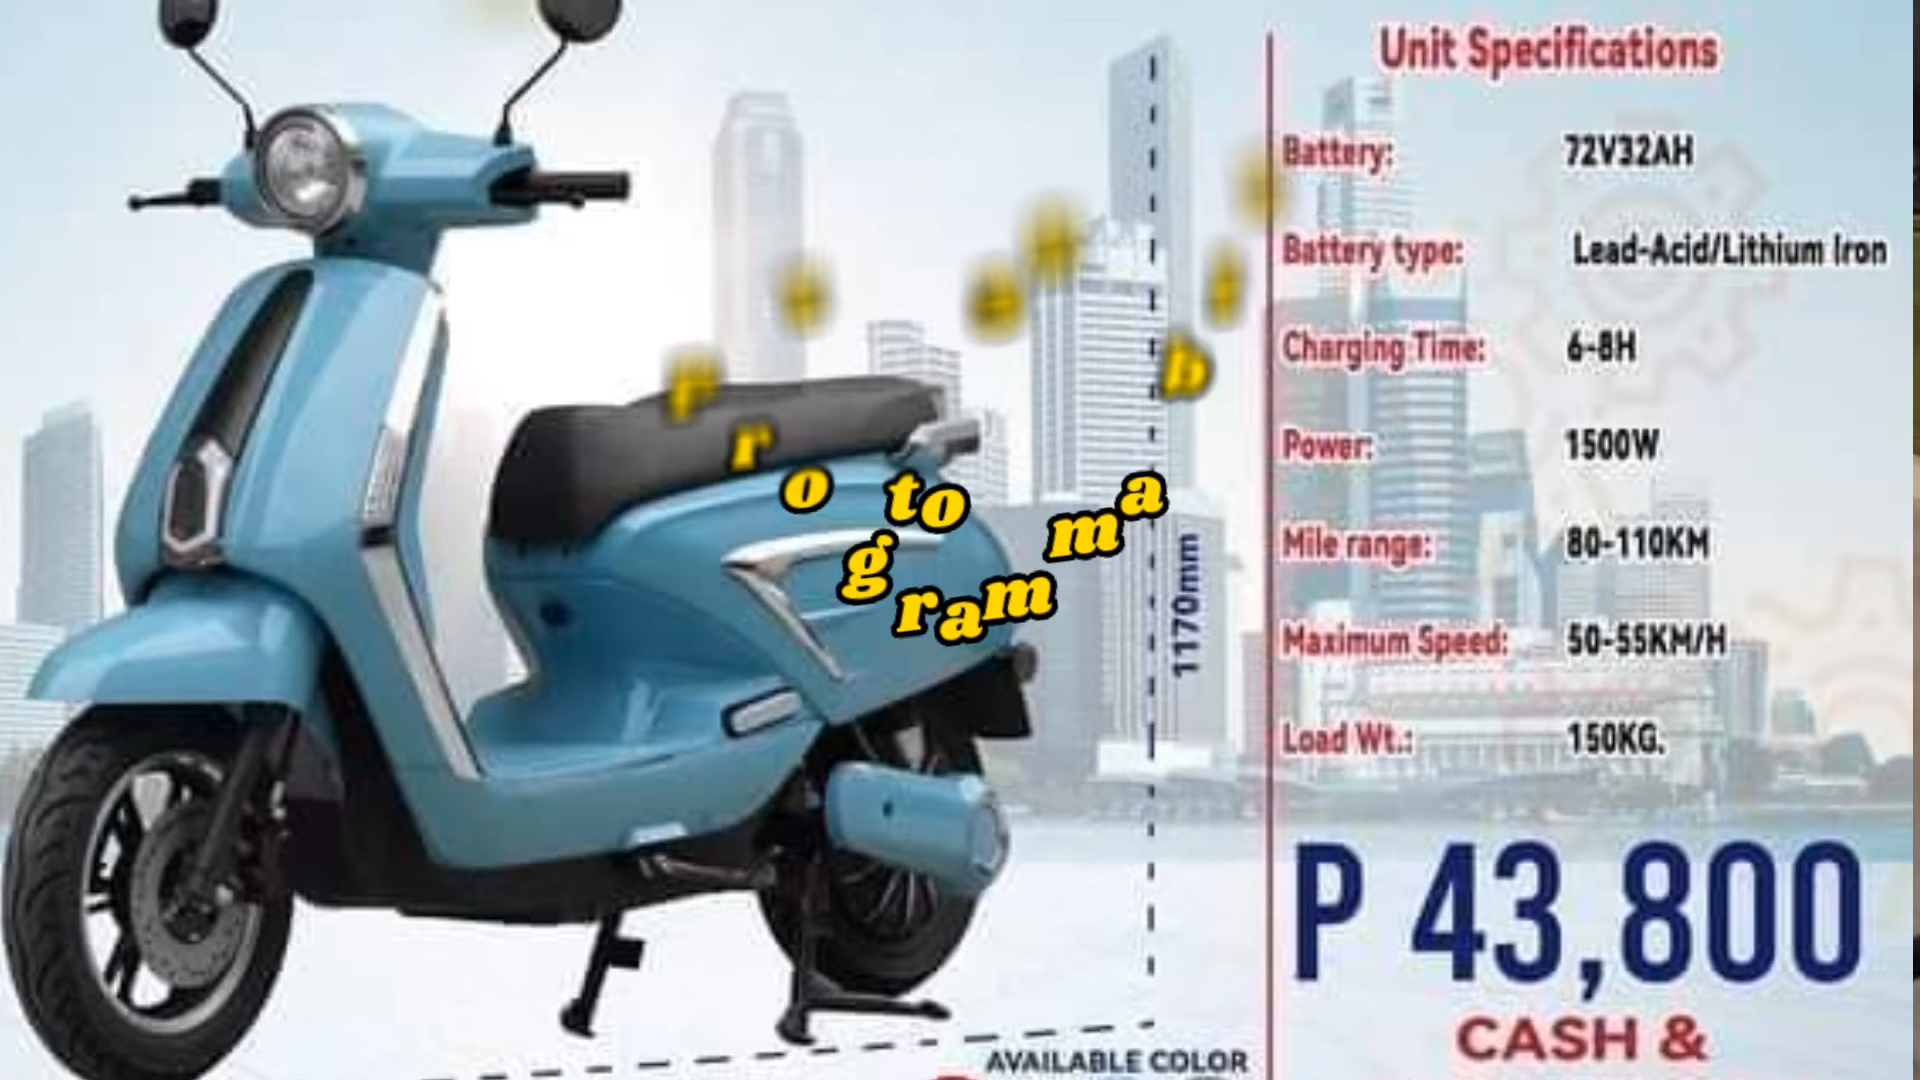 Unit Specifications
Battery: 72V32AH
Battery type: Lead-Acid/Lithium Iron
Charging Time: 6-8H
Power: 1500W
Mile range: 80-110KM
Maximum Speed: 50-55KM/H
Load Wt.: 150KG.
P 43,800
CASH &
1170mm
AVAILABLE COLOR
to